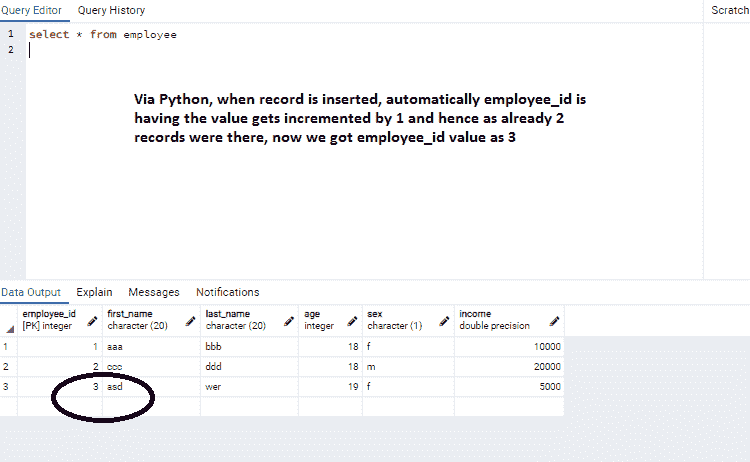 Query Editor Query History Scratch
1 select * from employee
2
Via Python, when record is inserted, automatically employee_id is
having the value gets incremented by 1 and hence as already 2
records were there, now we got employee_id value as 3
Data Output Explain Messages Notifications
employee_id first_name last_name age sex income
[PK] integer character (20) character (20) integer character (1) double precision
1 1 aaa bbb 18 f 10000
2 2 ccc ddd 18 m 20000
3 3 asd wer 19 f 5000